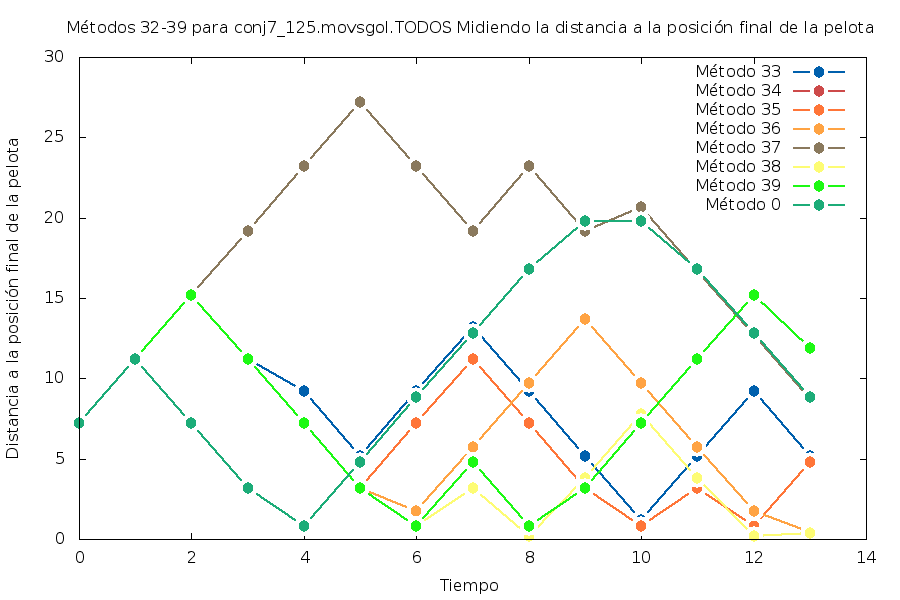 Métodos 32-39 para conj7_125.movsgol.TODOS Midiendo la distancia a la posición final de la pelota
30
25
20
15
10
5
0
Distancia a la posición final de la pelota
Método 33
Método 34
Método 35
Método 36
Método 37
Método 38
Método 39
Método 0
0 2 4 6 8 10 12 14
Tiempo